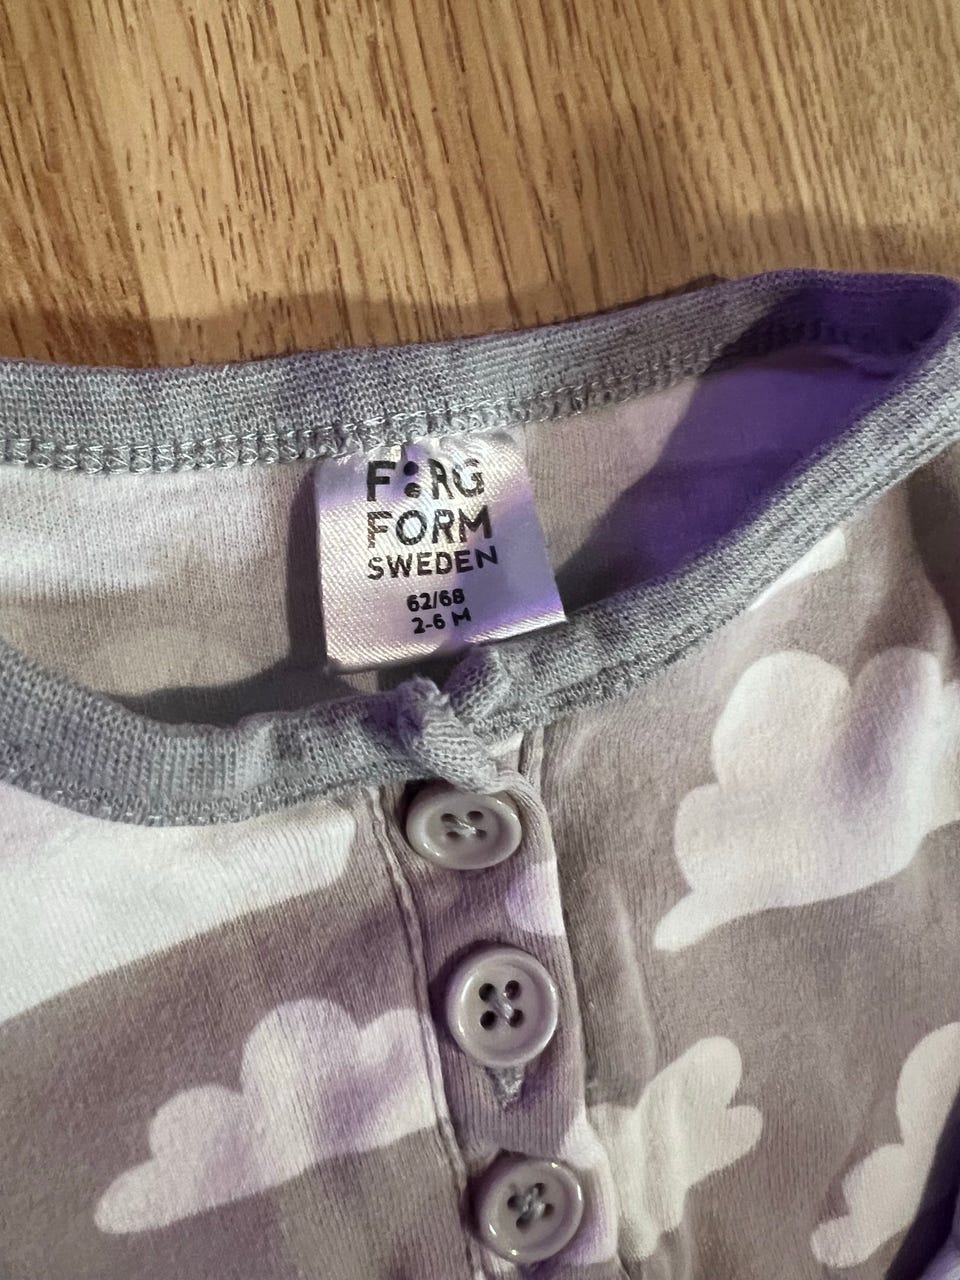 F:RG
FORM
SWEDEN
62/68
2-6 M